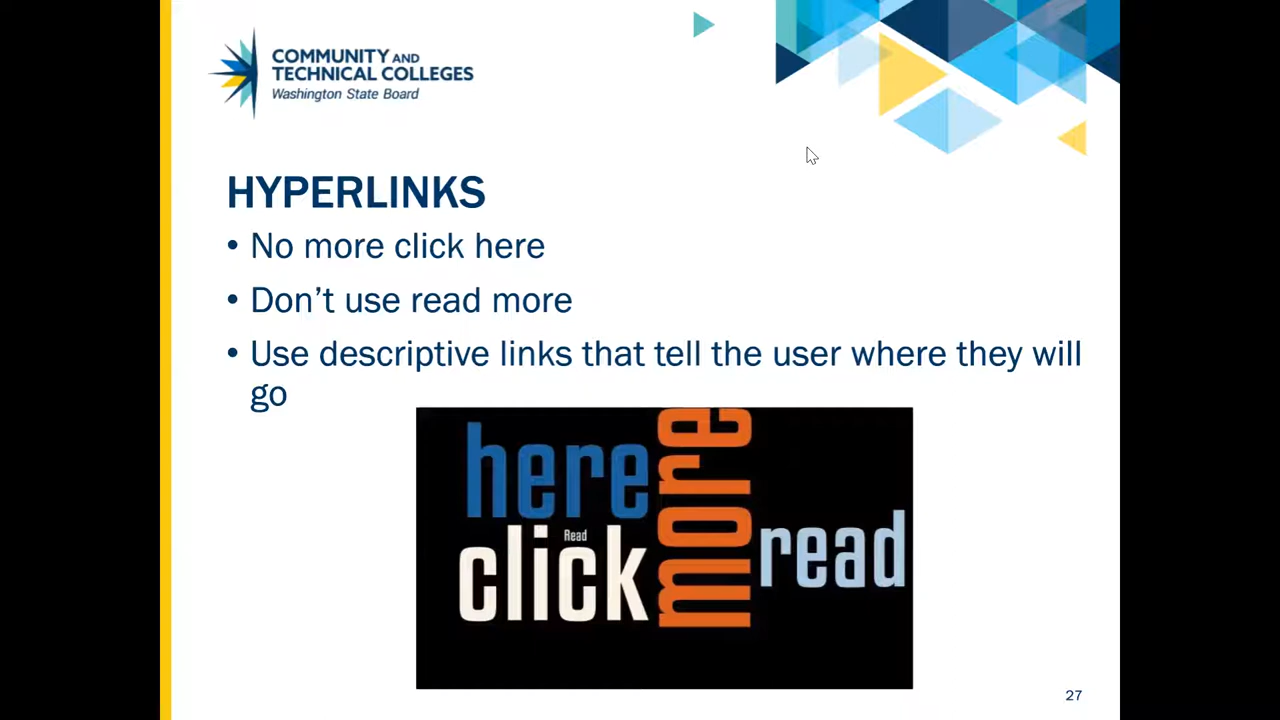 COMMUNITY AND
TECHNICAL COLLEGES
Washington State Board
HYPERLINKS
• No more click here
• Don’t use read more
• Use descriptive links that tell the user where they will
go
here
more
Read
click
read
27